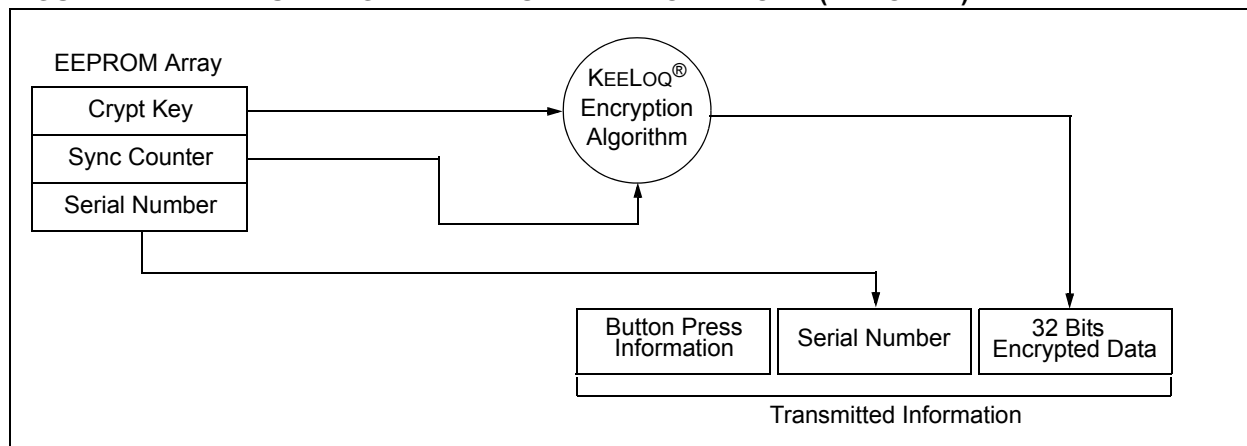 EEPROM Array
Crypt Key
Sync Counter
Serial Number
KEELOQ®
Encryption
Algorithm
Button Press
Information
Serial Number
32 Bits
Encrypted Data
Transmitted Information